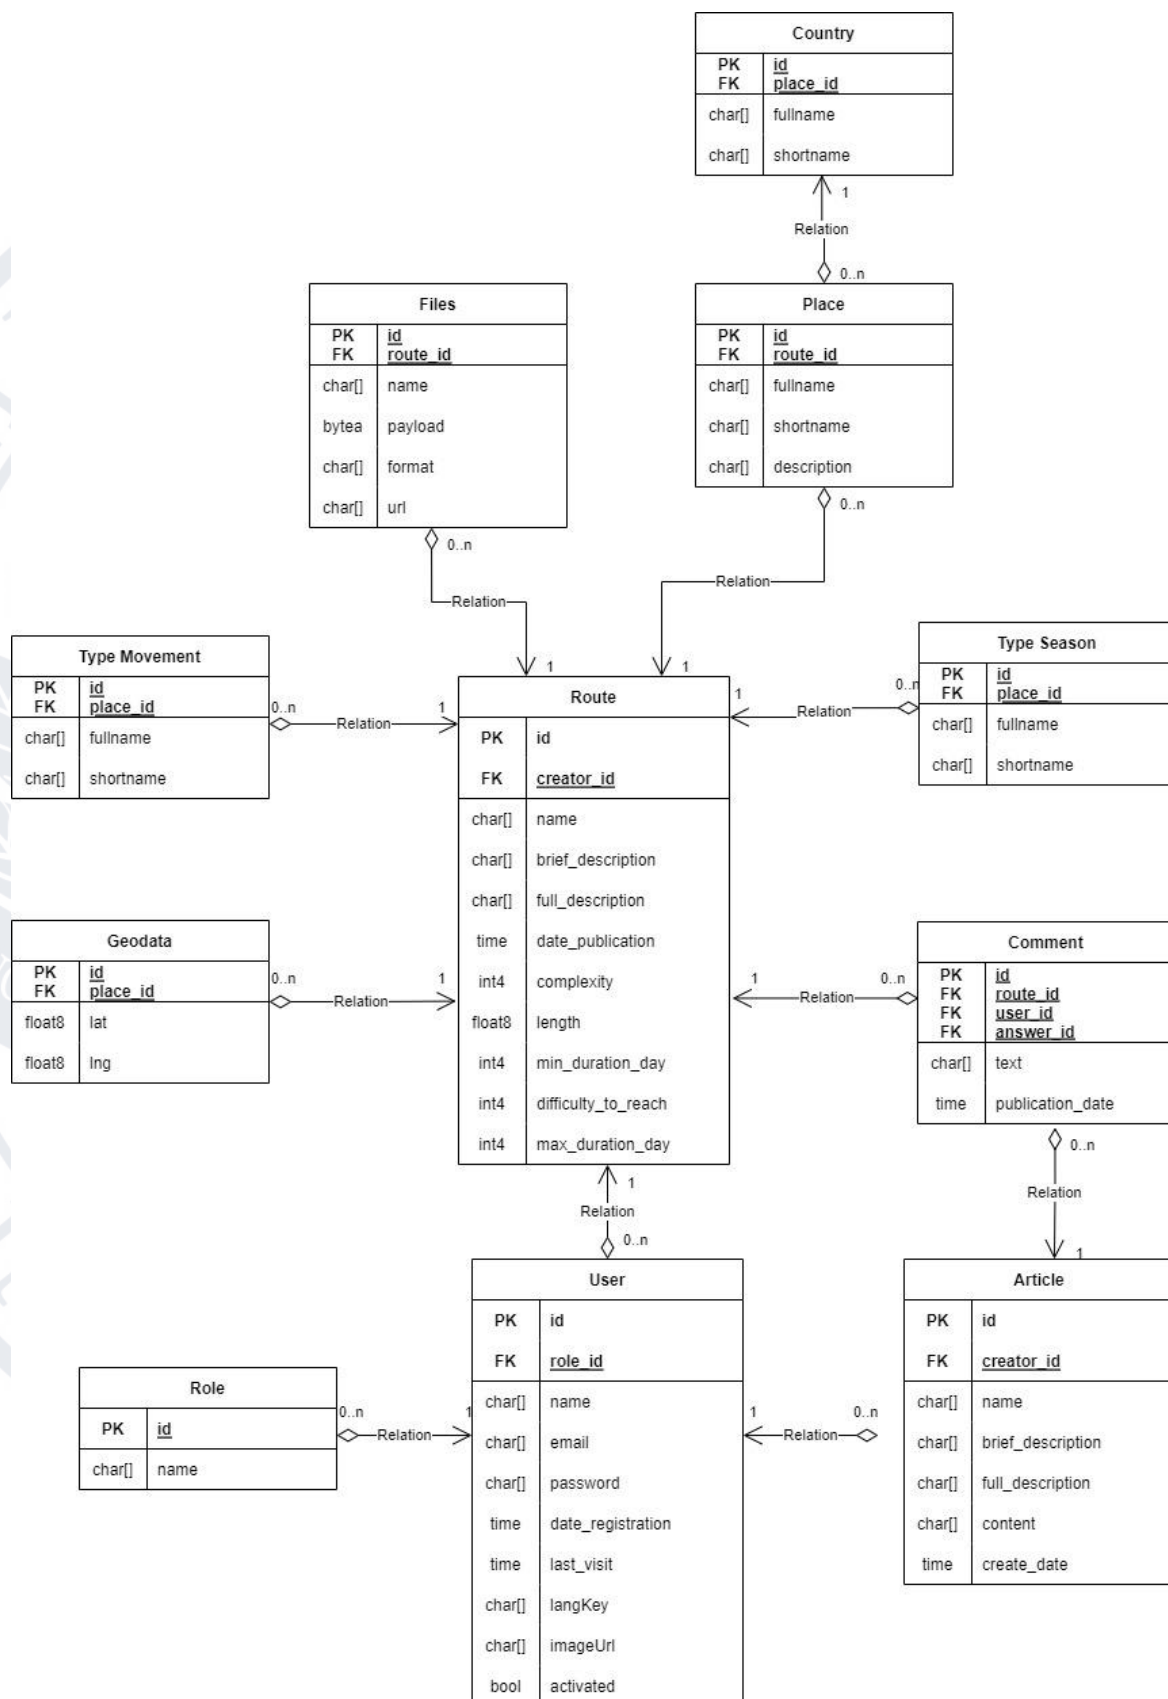 Country
PK id
FK place_id
char[] fullname
char[] shortname
1
Relation
0..n
Files
PK id
FK route_id
char[] name
bytea payload
char[] format
char[] url
0..n
Relation
1
Place
PK id
FK route_id
char[] fullname
char[] shortname
char[] description
0..n
Relation
1
Type Movement
PK id
FK place_id
char[] fullname
char[] shortname
0..n
Relation
1
Type Season
PK id
FK place_id
char[] fullname
char[] shortname
0..n
Relation
1
Route
PK id
FK creator_id
char[] name
char[] brief_description
char[] full_description
time date_publication
int4 complexity
float8 length
int4 min_duration_day
int4 difficulty_to_reach
int4 max_duration_day
Geodata
PK id
FK place_id
float8 lat
float8 lng
0..n
Relation
1
Comment
PK id
FK route_id
FK user_id
FK answer_id
char[] text
time publication_date
1
Relation
0..n
0..n
Relation
1
1
Relation
0..n
User
PK id
FK role_id
char[] name
char[] email
char[] password
time date_registration
time last_visit
char[] langKey
char[] imageUrl
bool activated
Article
PK id
FK creator_id
char[] name
char[] brief_description
char[] full_description
char[] content
time create_date
1
Relation
0..n
Role
PK id
char[] name
0..n
Relation
1